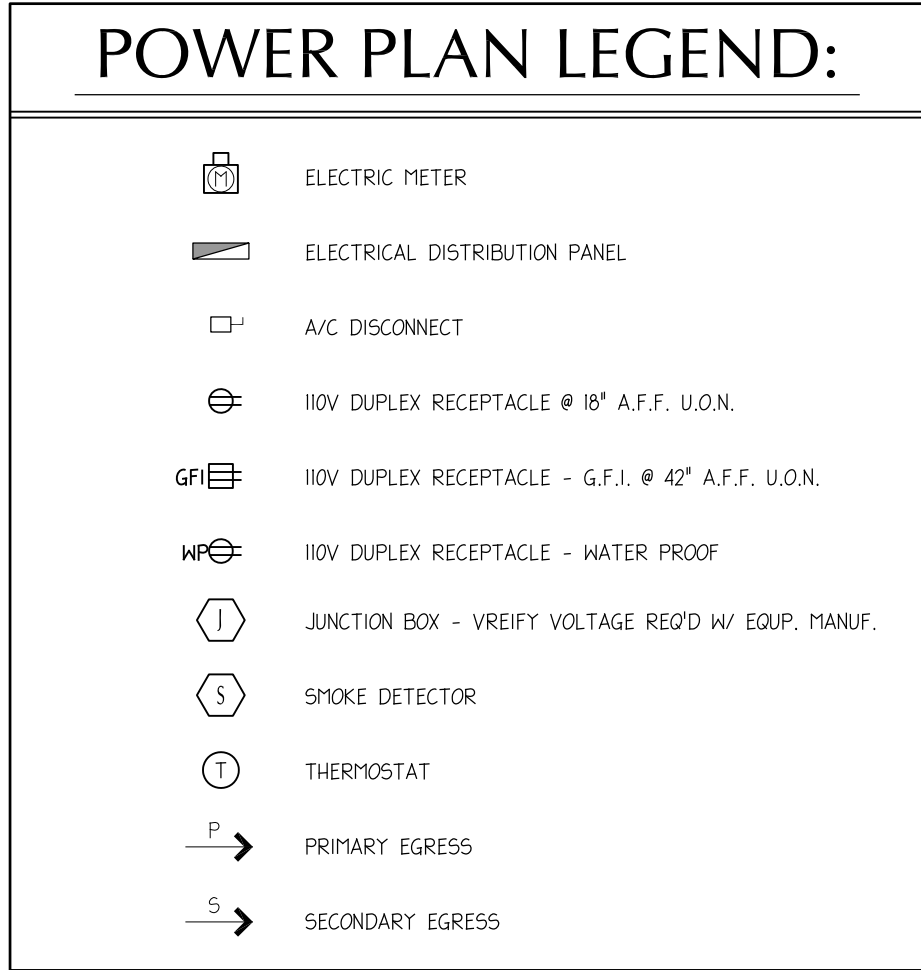 POWER PLAN LEGEND:
M ELECTRIC METER
ELECTRICAL DISTRIBUTION PANEL
A/C DISCONNECT
110V DUPLEX RECEPTACLE @ 18" A.F.F. U.O.N.
GFI 110V DUPLEX RECEPTACLE - G.F.I. @ 42" A.F.F. U.O.N.
WP 110V DUPLEX RECEPTACLE - WATER PROOF
J JUNCTION BOX - VREIFY VOLTAGE REQ'D W/ EQUP. MANUF.
S SMOKE DETECTOR
T THERMOSTAT
P PRIMARY EGRESS
S SECONDARY EGRESS